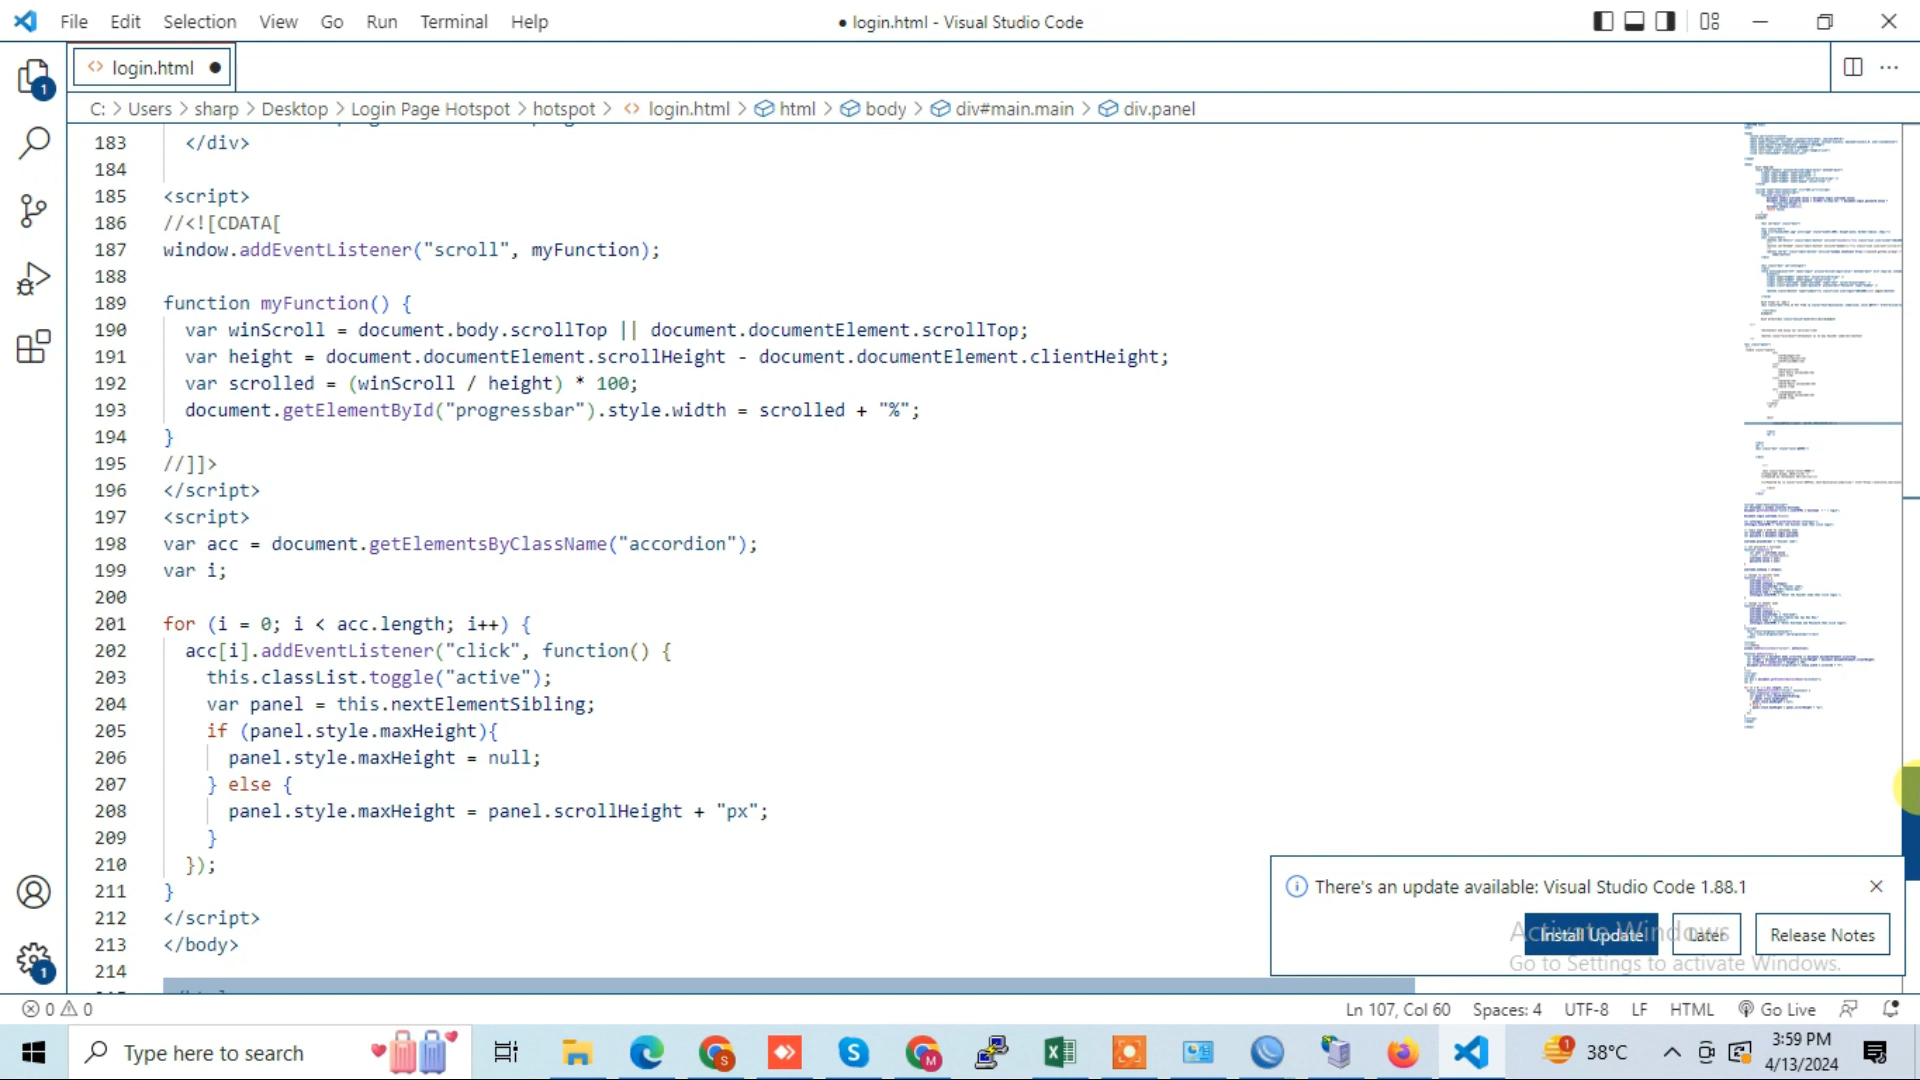 File Edit Selection View Go Run Terminal Help
● login.html - Visual Studio Code
login.html
C: > Users > sharp > Desktop > Login Page Hotspot > hotspot > login.html > html > body > div#main.main > div.panel
183 </div>
184
185 <script>
186 //<![CDATA[
187 window.addEventListener("scroll", myFunction);
188
189 function myFunction() {
190 var winScroll = document.body.scrollTop || document.documentElement.scrollTop;
191 var height = document.documentElement.scrollHeight - document.documentElement.clientHeight;
192 var scrolled = (winScroll / height) * 100;
193 document.getElementById("progressbar").style.width = scrolled + "%";
194 }
195 //]]>
196 </script>
197 <script>
198 var acc = document.getElementsByClassName("accordion");
199 var i;
200
201 for (i = 0; i < acc.length; i++) {
202 acc[i].addEventListener("click", function() {
203 this.classList.toggle("active");
204 var panel = this.nextElementSibling;
205 if (panel.style.maxHeight){
206 panel.style.maxHeight = null;
207 } else {
208 panel.style.maxHeight = panel.scrollHeight + "px";
209 }
210 });
211 }
212 </script>
213 </body>
214
There's an update available: Visual Studio Code 1.88.1
Install Update Later Release Notes
Activate Windows
Go to Settings to activate Windows.
1
1
0 0
Ln 107, Col 60 Spaces: 4 UTF-8 LF HTML Go Live
Type here to search
1 38°C
3:59 PM
4/13/2024